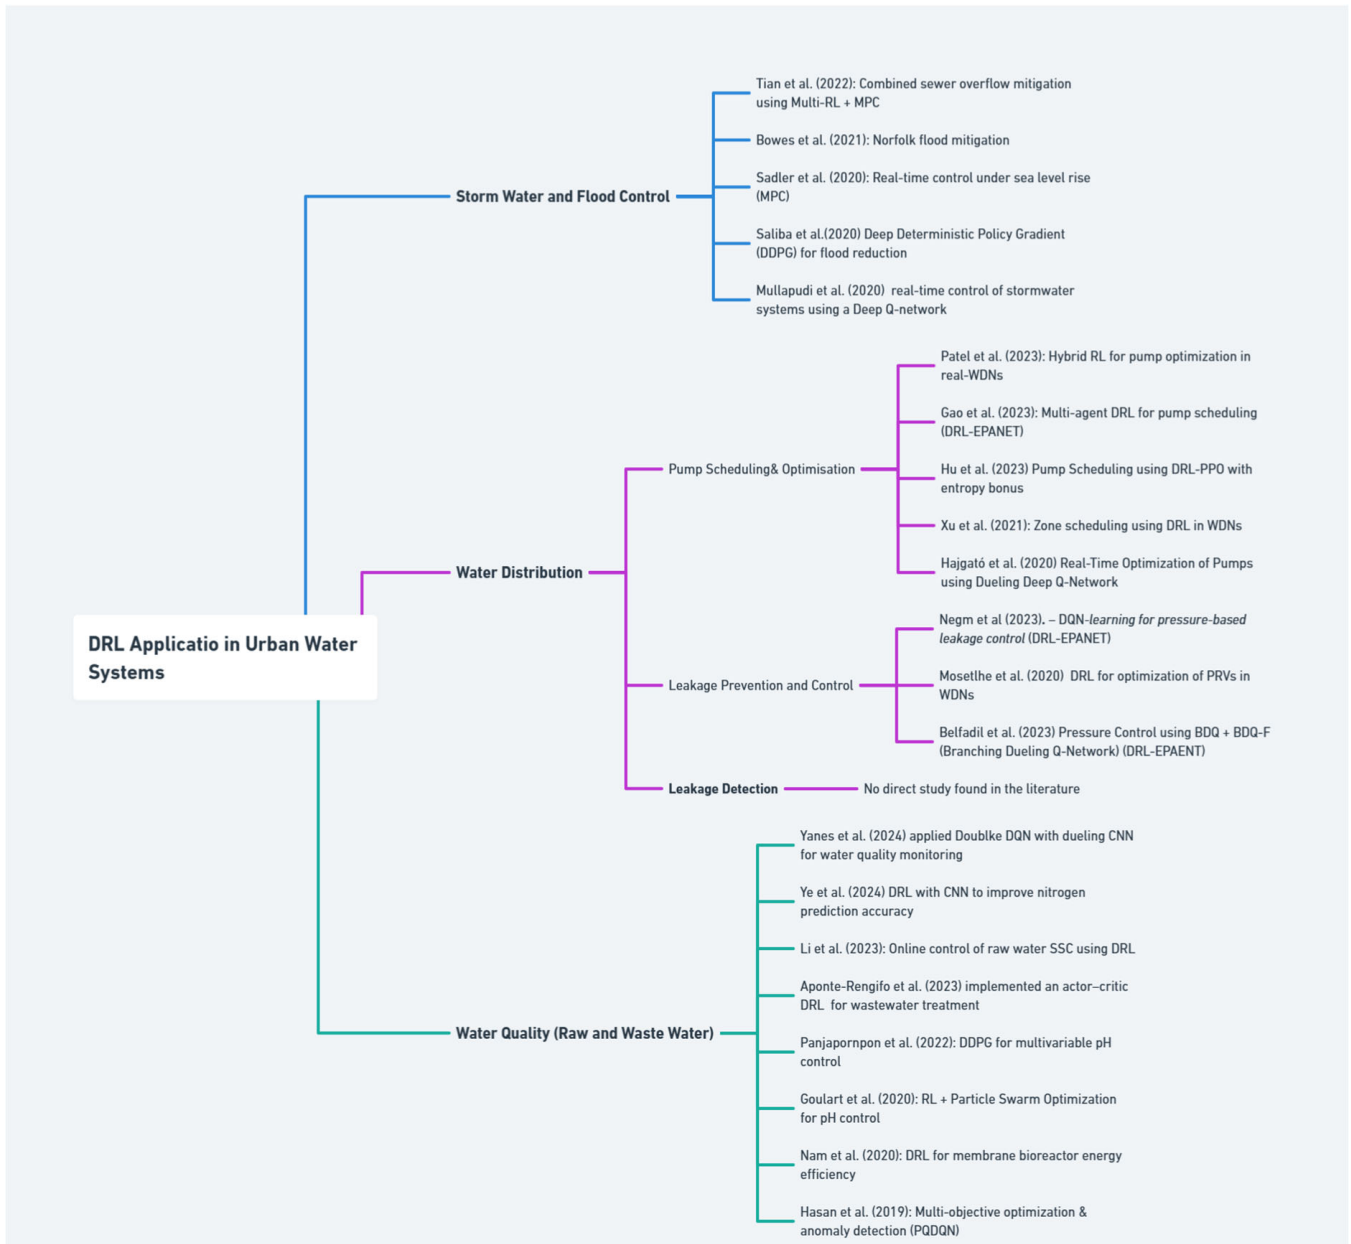 Tian et al. (2022): Combined sewer overflow mitigation
using Multi-RL + MPC
Bowes et al. (2021): Norfolk flood mitigation
Storm Water and Flood Control
Sadler et al. (2020): Real-time control under sea level rise
(MPC)
Saliba et al.(2020) Deep Deterministic Policy Gradient
(DDPG) for flood reduction
Mullapudi et al. (2020)  real-time control of stormwater
systems using a Deep Q-network
Patel et al. (2023): Hybrid RL for pump optimization in
real-WDNs
Gao et al. (2023): Multi-agent DRL for pump scheduling
(DRL-EPANET)
Pump Scheduling& Optimisation
Hu et al. (2023) Pump Scheduling using DRL-PPO with
entropy bonus
Xu et al. (2021): Zone scheduling using DRL in WDNs
Water Distribution
Hajgató et al. (2020) Real-Time Optimization of Pumps
using Dueling Deep Q-Network
DRL Applicatio in Urban Water
Systems
Negm et al (2023). – DQN-learning for pressure-based
leakage control (DRL-EPANET)
Leakage Prevention and Control
Mosetlhe et al. (2020)  DRL for optimization of PRVs in
WDNs
Belfadil et al. (2023) Pressure Control using BDQ + BDQ-F
(Branching Dueling Q-Network) (DRL-EPAENT)
Leakage Detection
No direct study found in the literature
Yanes et al. (2024) applied Doublke DQN with dueling CNN
for water quality monitoring
Ye et al. (2024) DRL with CNN to improve nitrogen
prediction accuracy
Li et al. (2023): Online control of raw water SSC using DRL
Aponte-Rengifo et al. (2023) implemented an actor–critic
DRL  for wastewater treatment
Water Quality (Raw and Waste Water)
Panjapornpon et al. (2022): DDPG for multivariable pH
control
Goulart et al. (2020): RL + Particle Swarm Optimization
for pH control
Nam et al. (2020): DRL for membrane bioreactor energy
efficiency
Hasan et al. (2019): Multi-objective optimization &
anomaly detection (PQDQN)